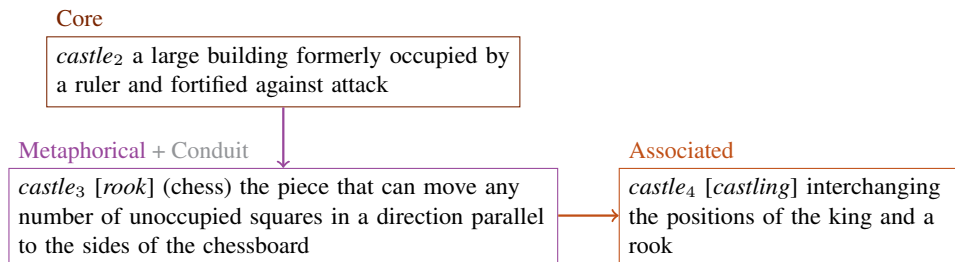 Core
castle2 a large building formerly occupied by
a ruler and fortified against attack
Metaphorical + Conduit
castle3 [rook] (chess) the piece that can move any
number of unoccupied squares in a direction parallel
to the sides of the chessboard
Associated
castle4 [castling] interchanging
the positions of the king and a
rook